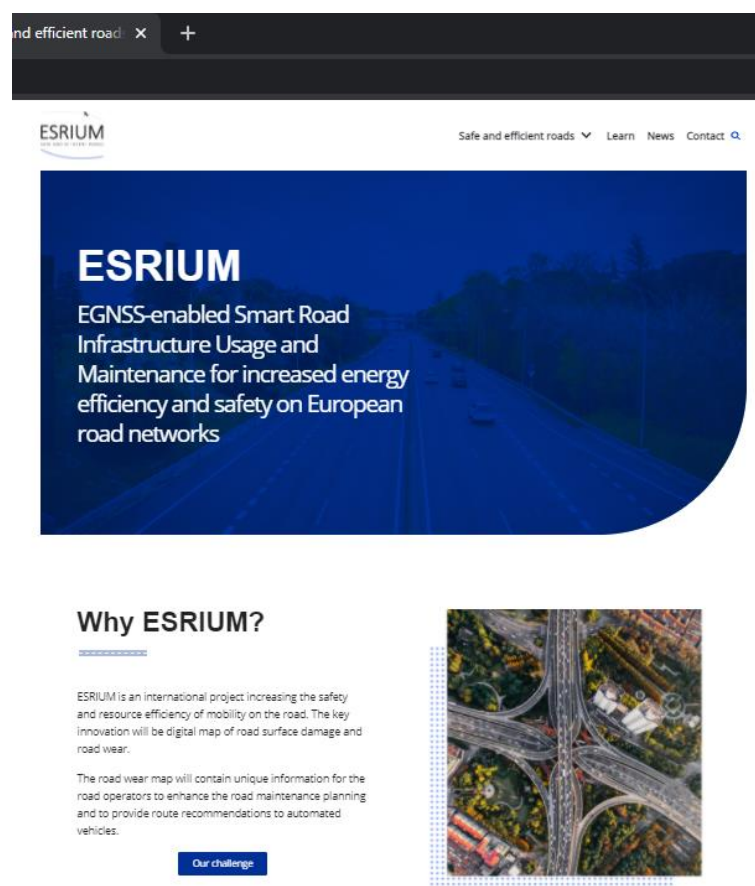 nd efficient road
ESRIUM
Safe and efficient roads
Learn
News
Contact
ESRIUM
EGNSS-enabled Smart Road
Infrastructure Usage and
Maintenance for increased energy
efficiency and safety on European
road networks
Why ESRIUM?
ESRIUM is an international project increasing the safety
and resource efficiency of mobility on the road. The key
innovation will be digital map of road surface damage and
road wear.
The road wear map will contain unique information for the
road operators to enhance the road maintenance planning
and to provide route recommendations to automated
vehicles.
Our challenge